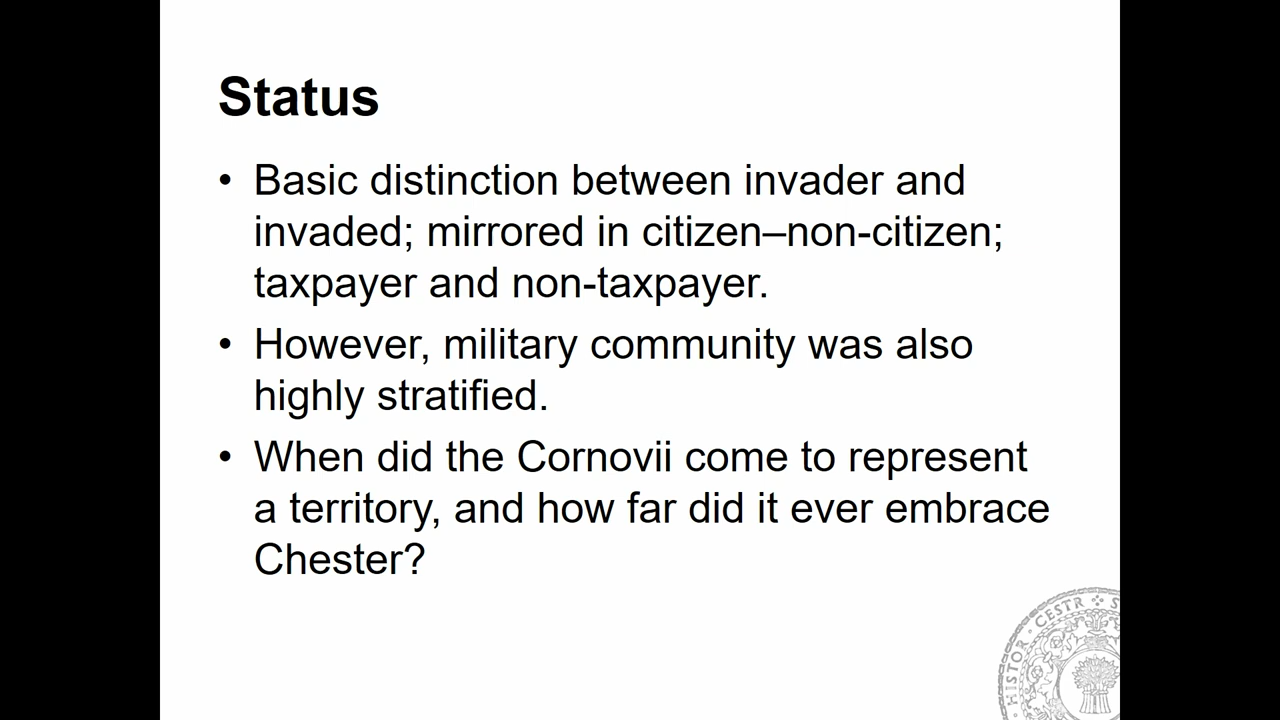 Status
• Basic distinction between invader and
invaded; mirrored in citizen–non-citizen;
taxpayer and non-taxpayer.
• However, military community was also
highly stratified.
• When did the Cornovii come to represent
a territory, and how far did it ever embrace
Chester?
HISTOR · CESTR ✣ S